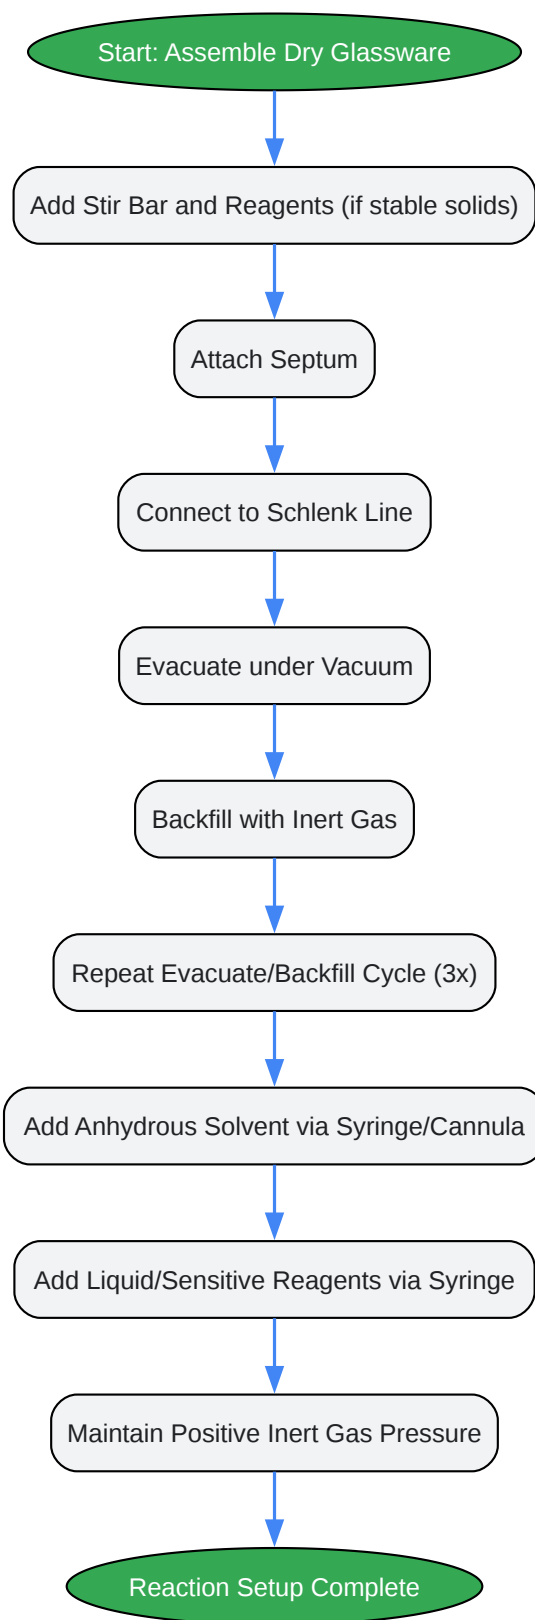 Start: Assemble Dry Glassware
Add Stir Bar and Reagents (if stable solids)
Attach Septum
Connect to Schlenk Line
Evacuate under Vacuum
Backfill with Inert Gas
Repeat Evacuate/Backfill Cycle (3x)
Add Anhydrous Solvent via Syringe/Cannula
Add Liquid/Sensitive Reagents via Syringe
Maintain Positive Inert Gas Pressure
Reaction Setup Complete